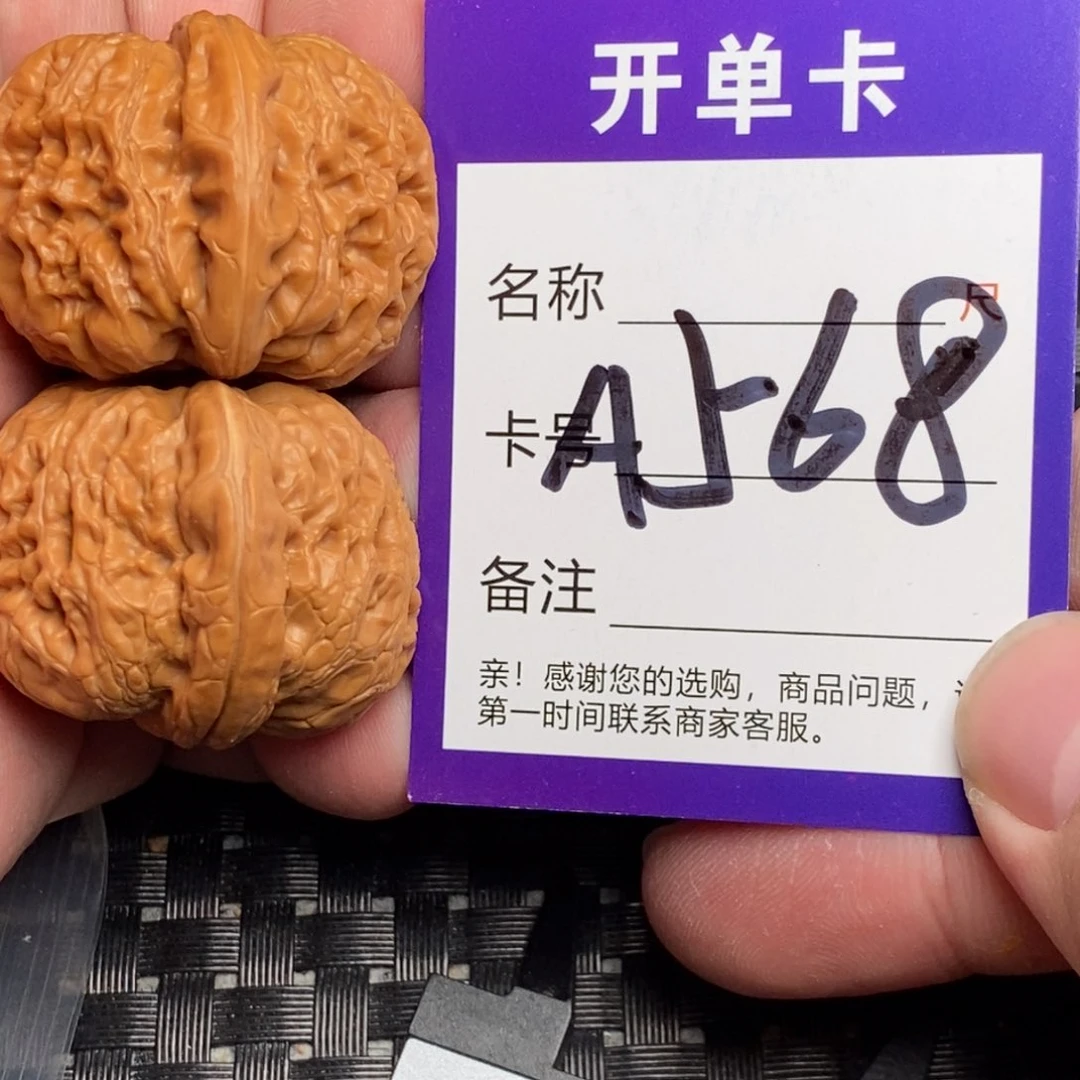 开单卡
名称
尺
卡号
A568
备注
亲！感谢您的选购，商品问题，
第一时间联系商家客服。